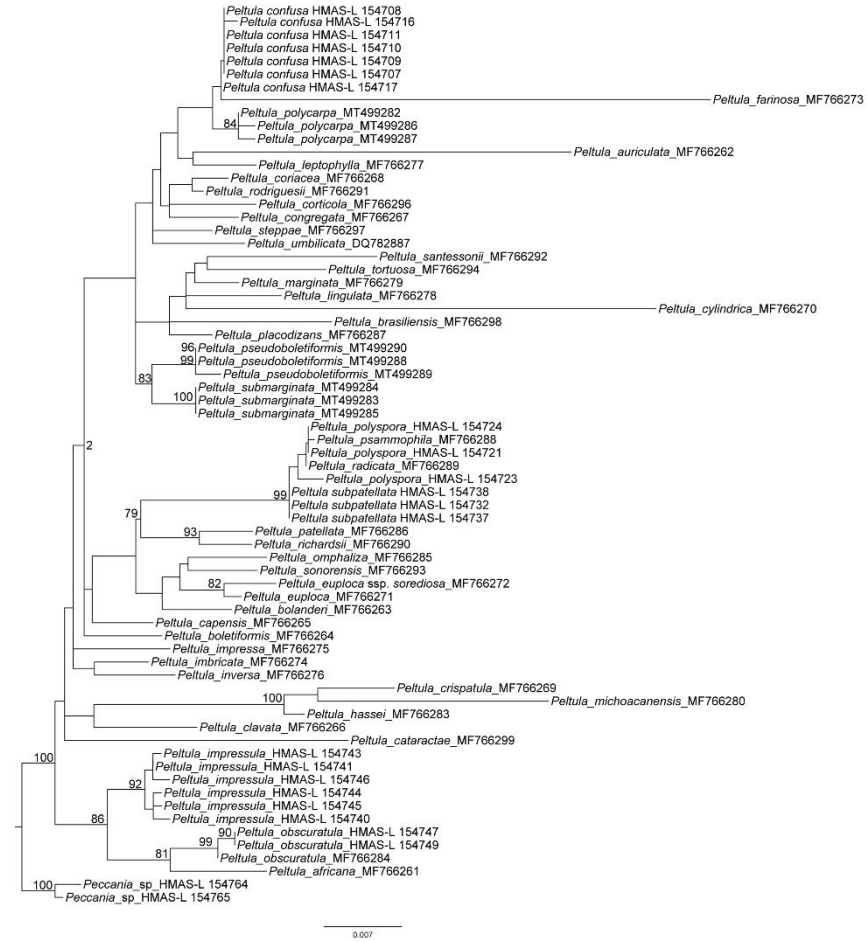 Peltula confusa HMAS-L 154708
Peltula confusa HMAS-L 154716
Peltula confusa HMAS-L 154711
Peltula confusa HMAS-L 154710
Peltula confusa HMAS-L 154709
Peltula confusa HMAS-L 154707
Peltula confusa HMAS-L 154717
Peltula_farinosa_MF766273
Peltula_polycarpa_MT499282
84
Peltula_polycarpa_MT499286
Peltula_polycarpa_MT499287
Peltula_auriculata_MF766262
Peltula_leptophylla_MF766277
Peltula_coriacea_MF766268
Peltula_rodriguesii_MF766291
Peltula_corticola_MF766296
Peltula_congregata_MF766267
Peltula_steppae_MF766297
Peltula_umbilicata_DQ782887
Peltula_santessonii_MF766292
Peltula_tortuosa_MF766294
Peltula_marginata_MF766279
Peltula_lingulata_MF766278
Peltula_cylindrica_MF766270
Peltula_brasiliensis_MF766298
Peltula_placodizans_MF766287
96 Peltula_pseudoboletiformis_MT499290
99 Peltula_pseudoboletiformis_MT499288
Peltula_pseudoboletiformis_MT499289
83
Peltula_submarginata_MT499284
100 Peltula_submarginata_MT499283
Peltula_submarginata_MT499285
Peltula_polyspora_HMAS-L 154724
Peltula_psammophila_MF766288
2
Peltula_polyspora_HMAS-L 154721
Peltula_radicata_MF766289
Peltula_polyspora_HMAS-L 154723
99 Peltula subpatellata HMAS-L 154738
Peltula subpatellata HMAS-L 154732
79
Peltula subpatellata HMAS-L 154737
93 Peltula_patellata_MF766286
Peltula_richardsii_MF766290
Peltula_omphaliza_MF766285
Peltula_sonorensis_MF766293
82 Peltula_euploca ssp. sorediosa_MF766272
Peltula_euploca_MF766271
Peltula_bolanderi_MF766263
Peltula_capensis_MF766265
Peltula_boletiformis_MF766264
Peltula_impressa_MF766275
Peltula_imbricata_MF766274
Peltula_inversa_MF766276
Peltula_crispatula_MF766269
100
Peltula_michoacanensis_MF766280
Peltula_hassei_MF766283
Peltula_clavata_MF766266
Peltula_cataractae_MF766299
100
Peltula_impressula_HMAS-L 154743
Peltula_impressula_HMAS-L 154741
Peltula_impressula_HMAS-L 154746
92
Peltula_impressula_HMAS-L 154744
Peltula_impressula_HMAS-L 154745
Peltula_impressula_HMAS-L 154740
86
90 Peltula_obscuratula_HMAS-L 154747
99 Peltula_obscuratula_HMAS-L 154749
81
Peltula_obscuratula_MF766284
Peltula_africana_MF766261
100 Peccania_sp_HMAS-L 154764
Peccania_sp_HMAS-L 154765
0.007